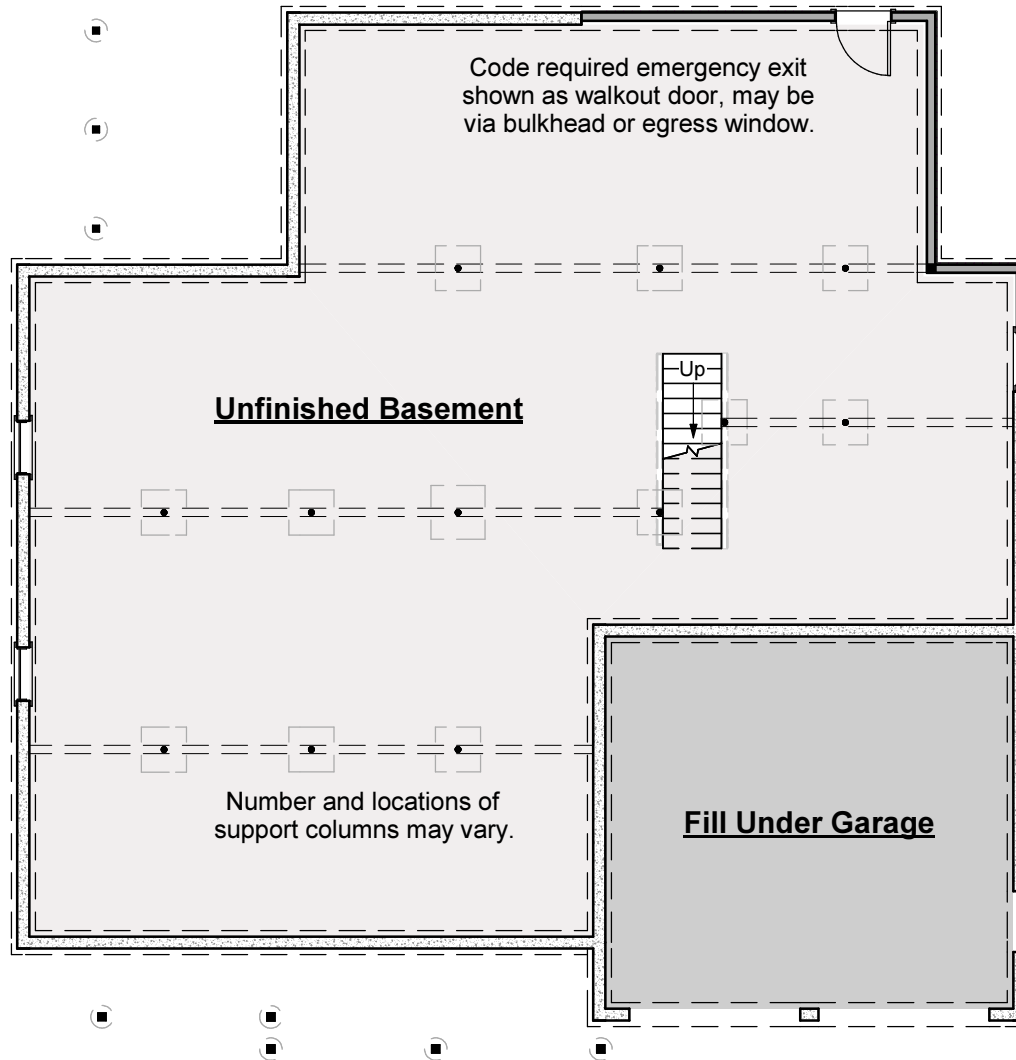 Code required emergency exit
shown as walkout door, may be
via bulkhead or egress window.
Up
Unfinished Basement
Number and locations of
support columns may vary.
Fill Under Garage